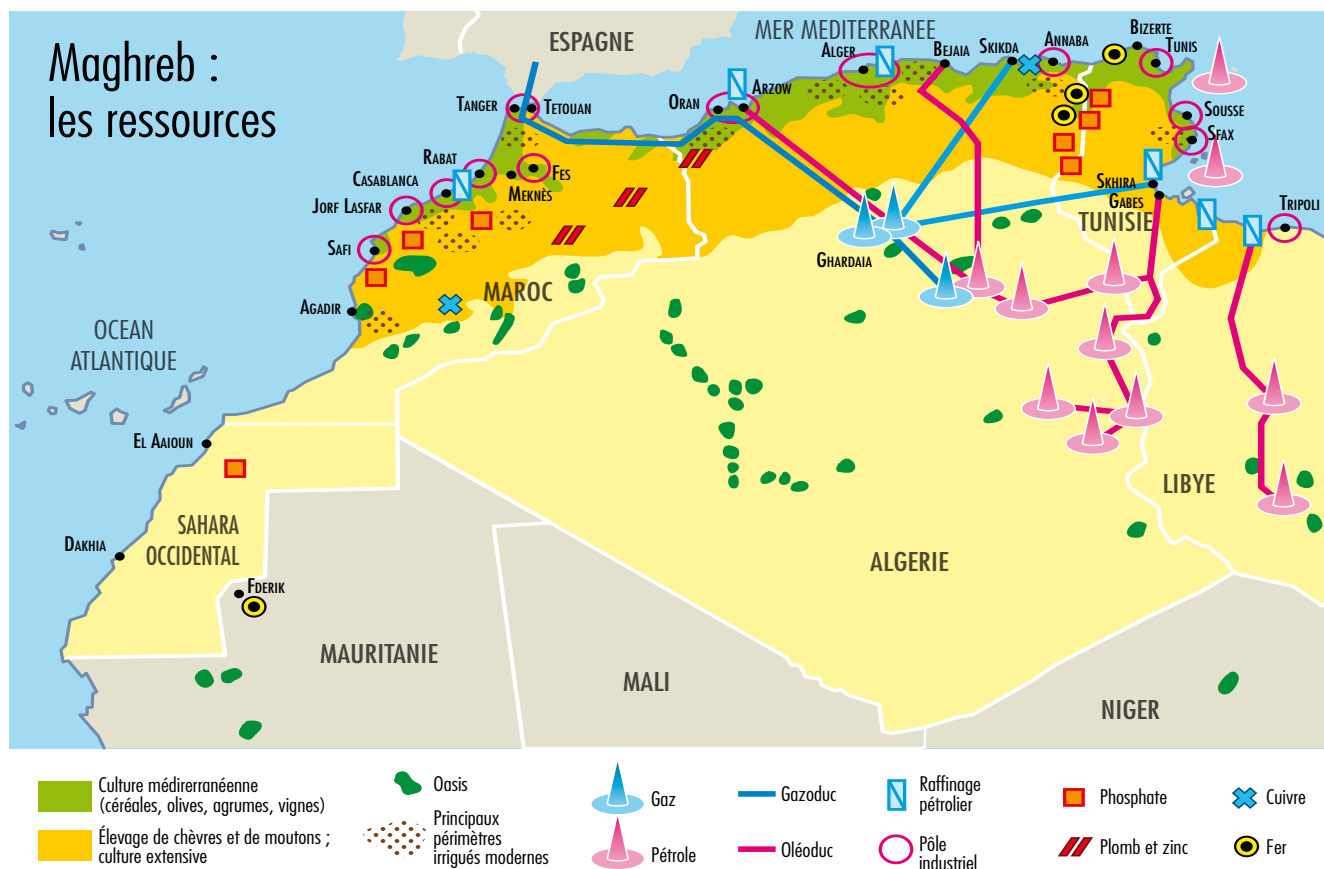 Maghreb :
les ressources
ESPAGNE
MER MEDITERRANEE
BIZERTE
TUNIS
ANNABA
SKIKDA
BEJAIA
ALGER
ARZOW
ORAN
TANGER
TETOUAN
SOUSSE
SFAX
RABAT
FES
MEKNÈS
CASABLANCA
JORF LASFAR
SAFI
SKHIRA
GABES
TUNISIE
TRIPOLI
GHARDAIA
MAROC
AGADIR
OCEAN
ATLANTIQUE
EL AAIOUN
LIBYE
SAHARA
OCCIDENTAL
DAKHIA
ALGERIE
FDERIK
MAURITANIE
MALI
NIGER
Culture médirerranéenne
(céréales, olives, agrumes, vignes)
Élevage de chèvres et de moutons ;
culture extensive
Oasis
Principaux
périmètres
irrigués modernes
Gaz
Pétrole
Gazoduc
Oléoduc
Raffinage
pétrolier
Pôle
industriel
Phosphate
Plomb et zinc
Cuivre
Fer